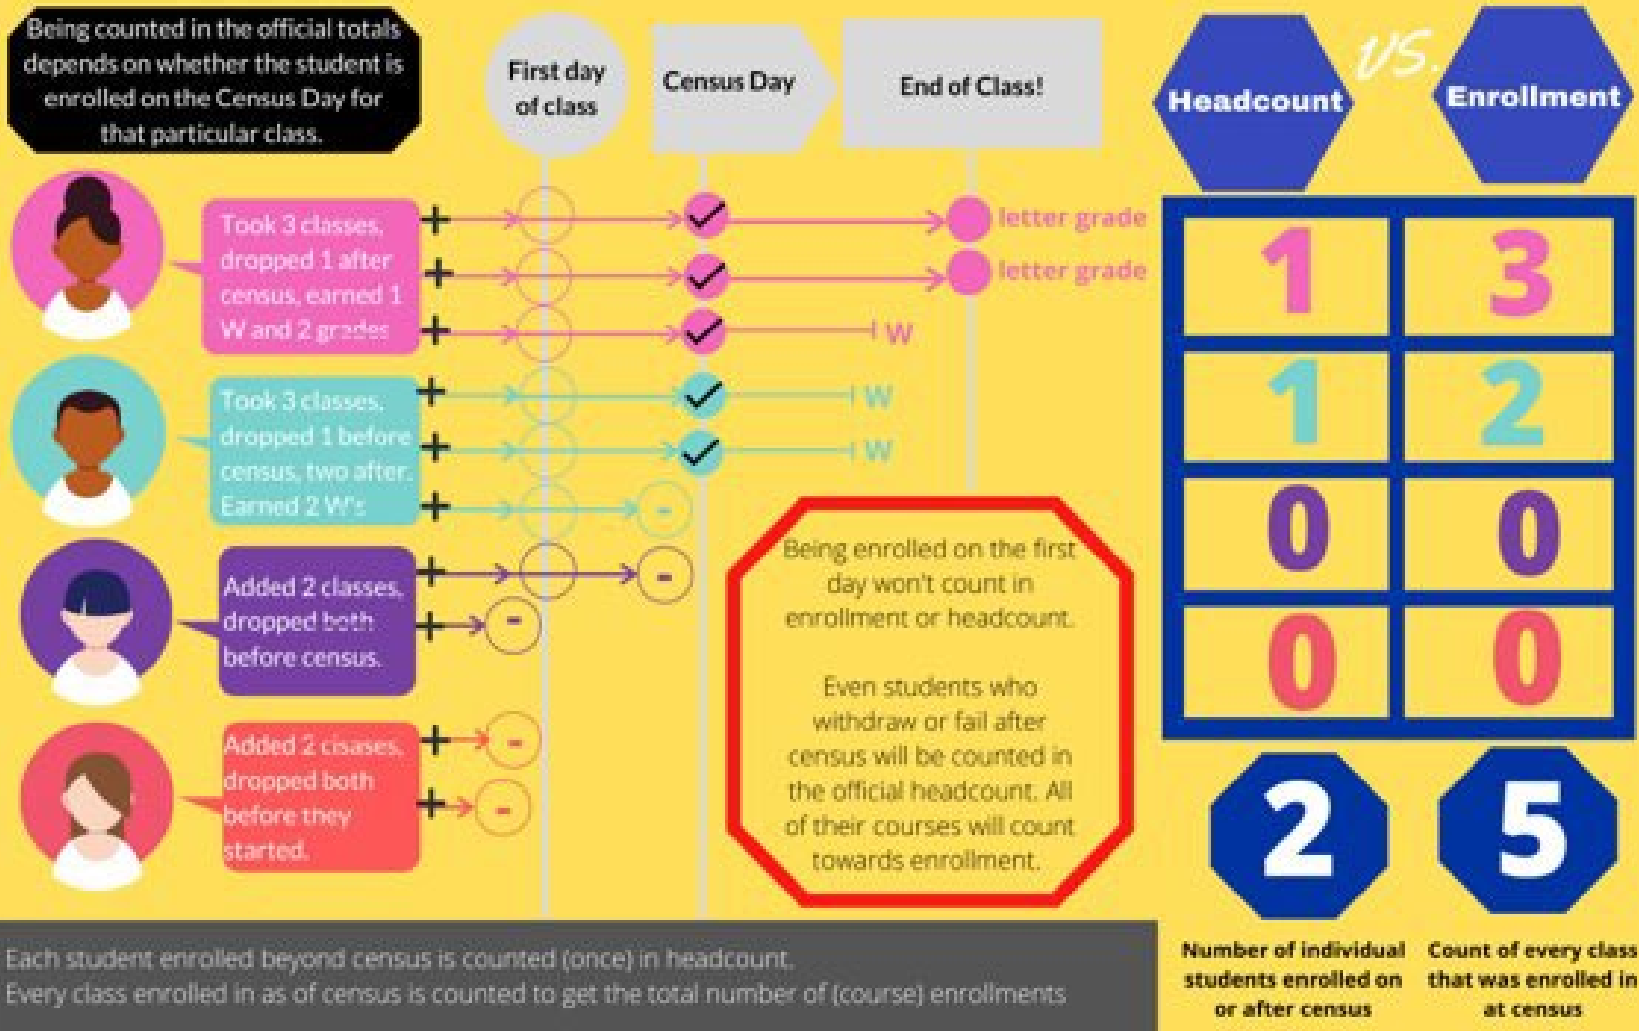 Being counted in the official totals
depends on whether the student is
enrolled on the Census Day for
that particular class.
First day
of class
Census Day
End of Class!
Headcount
vs.
Enrollment
Took 3 classes,
dropped 1 after
census, earned 1
W and 2 grades
+
+
+
letter grade
letter grade
W
1
3
Took 3 classes,
dropped 1 before
census, two after.
Earned 2 W's
+
+
+
W
W
-
1
2
Added 2 classes,
dropped both
before census.
+
+
-
-
0
0
Added 2 clsases,
dropped both
before they
started.
+
+
-
-
0
0
Being enrolled on the first
day won't count in
enrollment or headcount.
Even students who
withdraw or fail after
census will be counted in
the official headcount. All
of their courses will count
towards enrollment.
2
5
Number of individual
students enrolled on
or after census
Count of every class
that was enrolled in
at census
Each student enrolled beyond census is counted (once) in headcount.
Every class enrolled in as of census is counted to get the total number of (course) enrollments